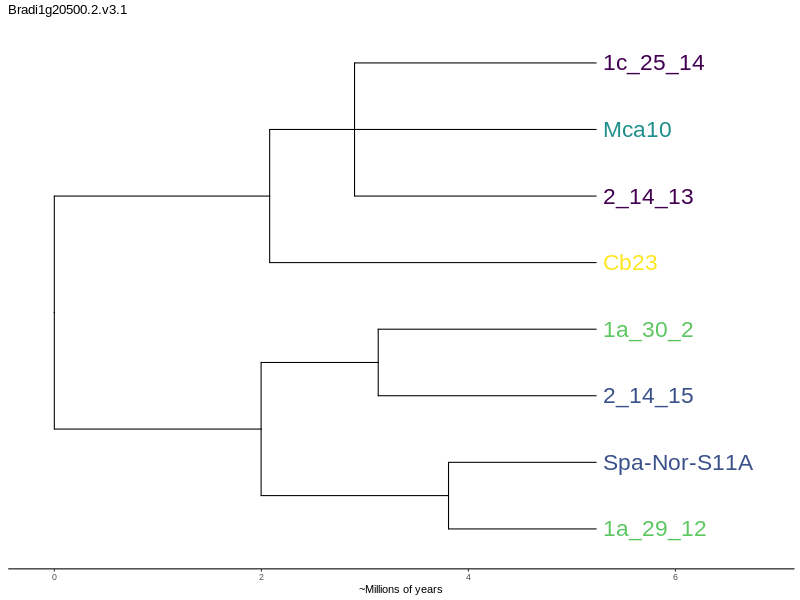 Bradi1g20500.2.v3.1
1c_25_14
Mca10
2_14_13
Cb23
1a_30_2
2_14_15
Spa-Nor-S11A
1a_29_12
0 2 4 6
~Millions of years